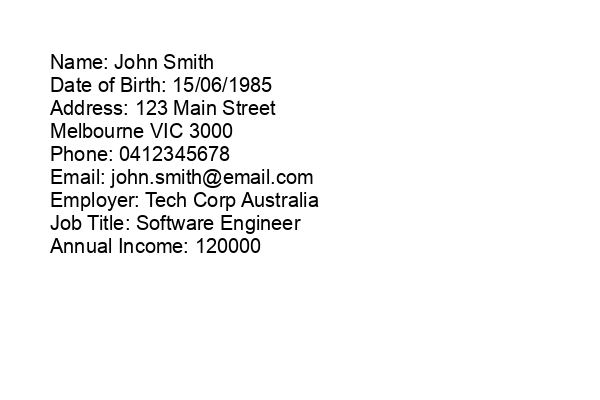 Name: John Smith
Date of Birth: 15/06/1985
Address: 123 Main Street
Melbourne VIC 3000
Phone: 0412345678
Email: john.smith@email.com
Employer: Tech Corp Australia
Job Title: Software Engineer
Annual Income: 120000